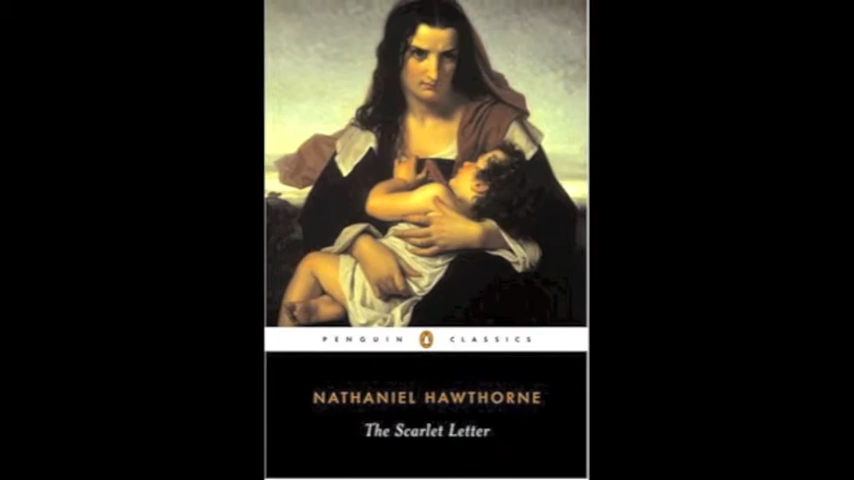 PENGUIN CLASSICS
NATHANIEL HAWTHORNE
The Scarlet Letter